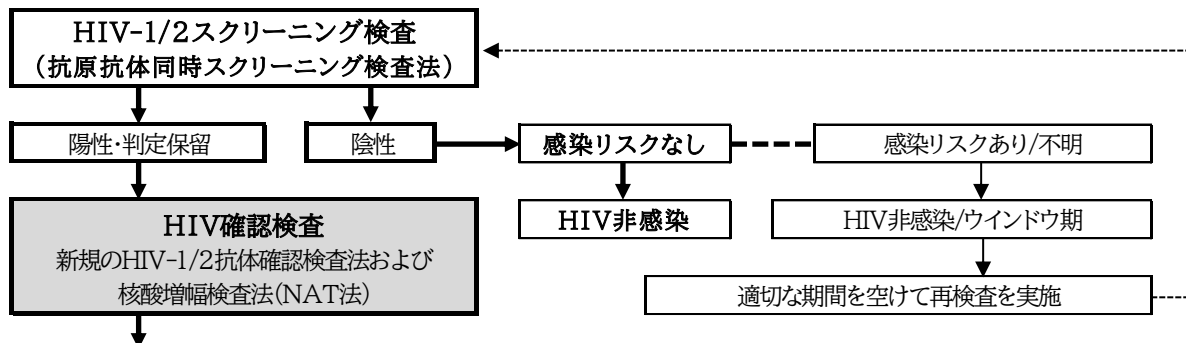 HIV-1/2スクリーニング検査
(抗原抗体同時スクリーニング検査法)
陽性・判定保留
陰性
感染リスクなし
感染リスクあり/不明
HIV確認検査
新規のHIV-1/2抗体確認検査法および
核酸増幅検査法(NAT法)
HIV非感染
HIV非感染/ウインドウ期
適切な期間を空けて再検査を実施